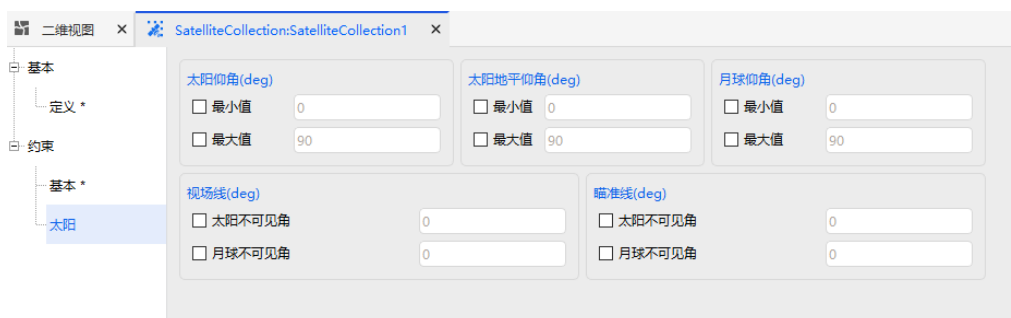 二维视图
SatelliteCollection:SatelliteCollection1
基本
定义 *
约束
基本 *
太阳
太阳仰角(deg)
最小值 0
最大值 90
太阳地平仰角(deg)
最小值 0
最大值 90
月球仰角(deg)
最小值 0
最大值 90
视场线(deg)
太阳不可见角 0
月球不可见角 0
瞄准线(deg)
太阳不可见角 0
月球不可见角 0